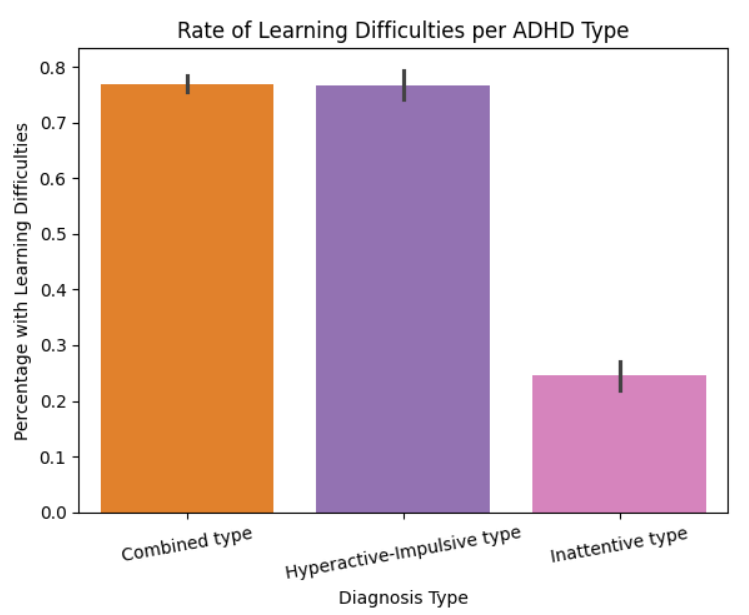 Rate of Learning Difficulties per ADHD Type
Percentage with Learning Difficulties
0.8
0.7
0.6
0.5
0.4
0.3
0.2
0.1
0.0
Combined type
Hyperactive-Impulsive type
Inattentive type
Diagnosis Type